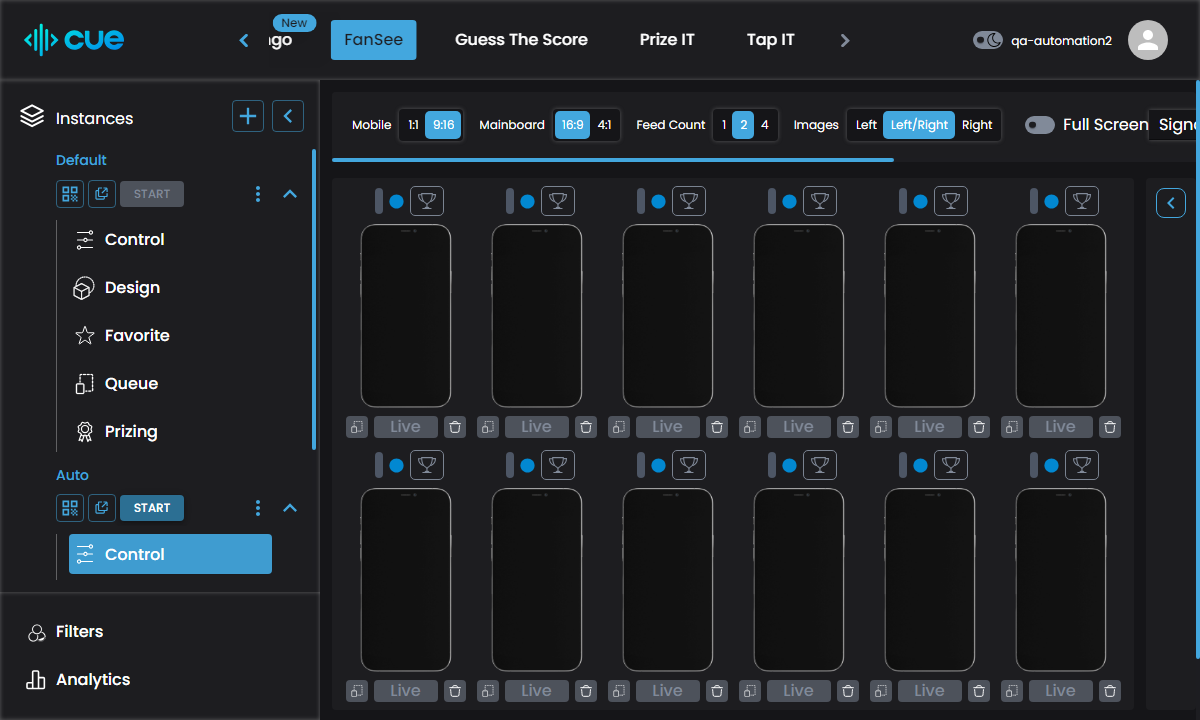 cue
New
ngo
FanSee
Guess The Score
Prize IT
Tap IT
qa-automation2
Instances
Default
START
Control
Design
Favorite
Queue
Prizing
Auto
START
Control
Filters
Analytics
Mobile 1:1 9:16 Mainboard 16:9 4:1 Feed Count 1 2 4 Images Left Left/Right Right Full Screen Signe
Live Live Live Live Live Live
Live Live Live Live Live Live